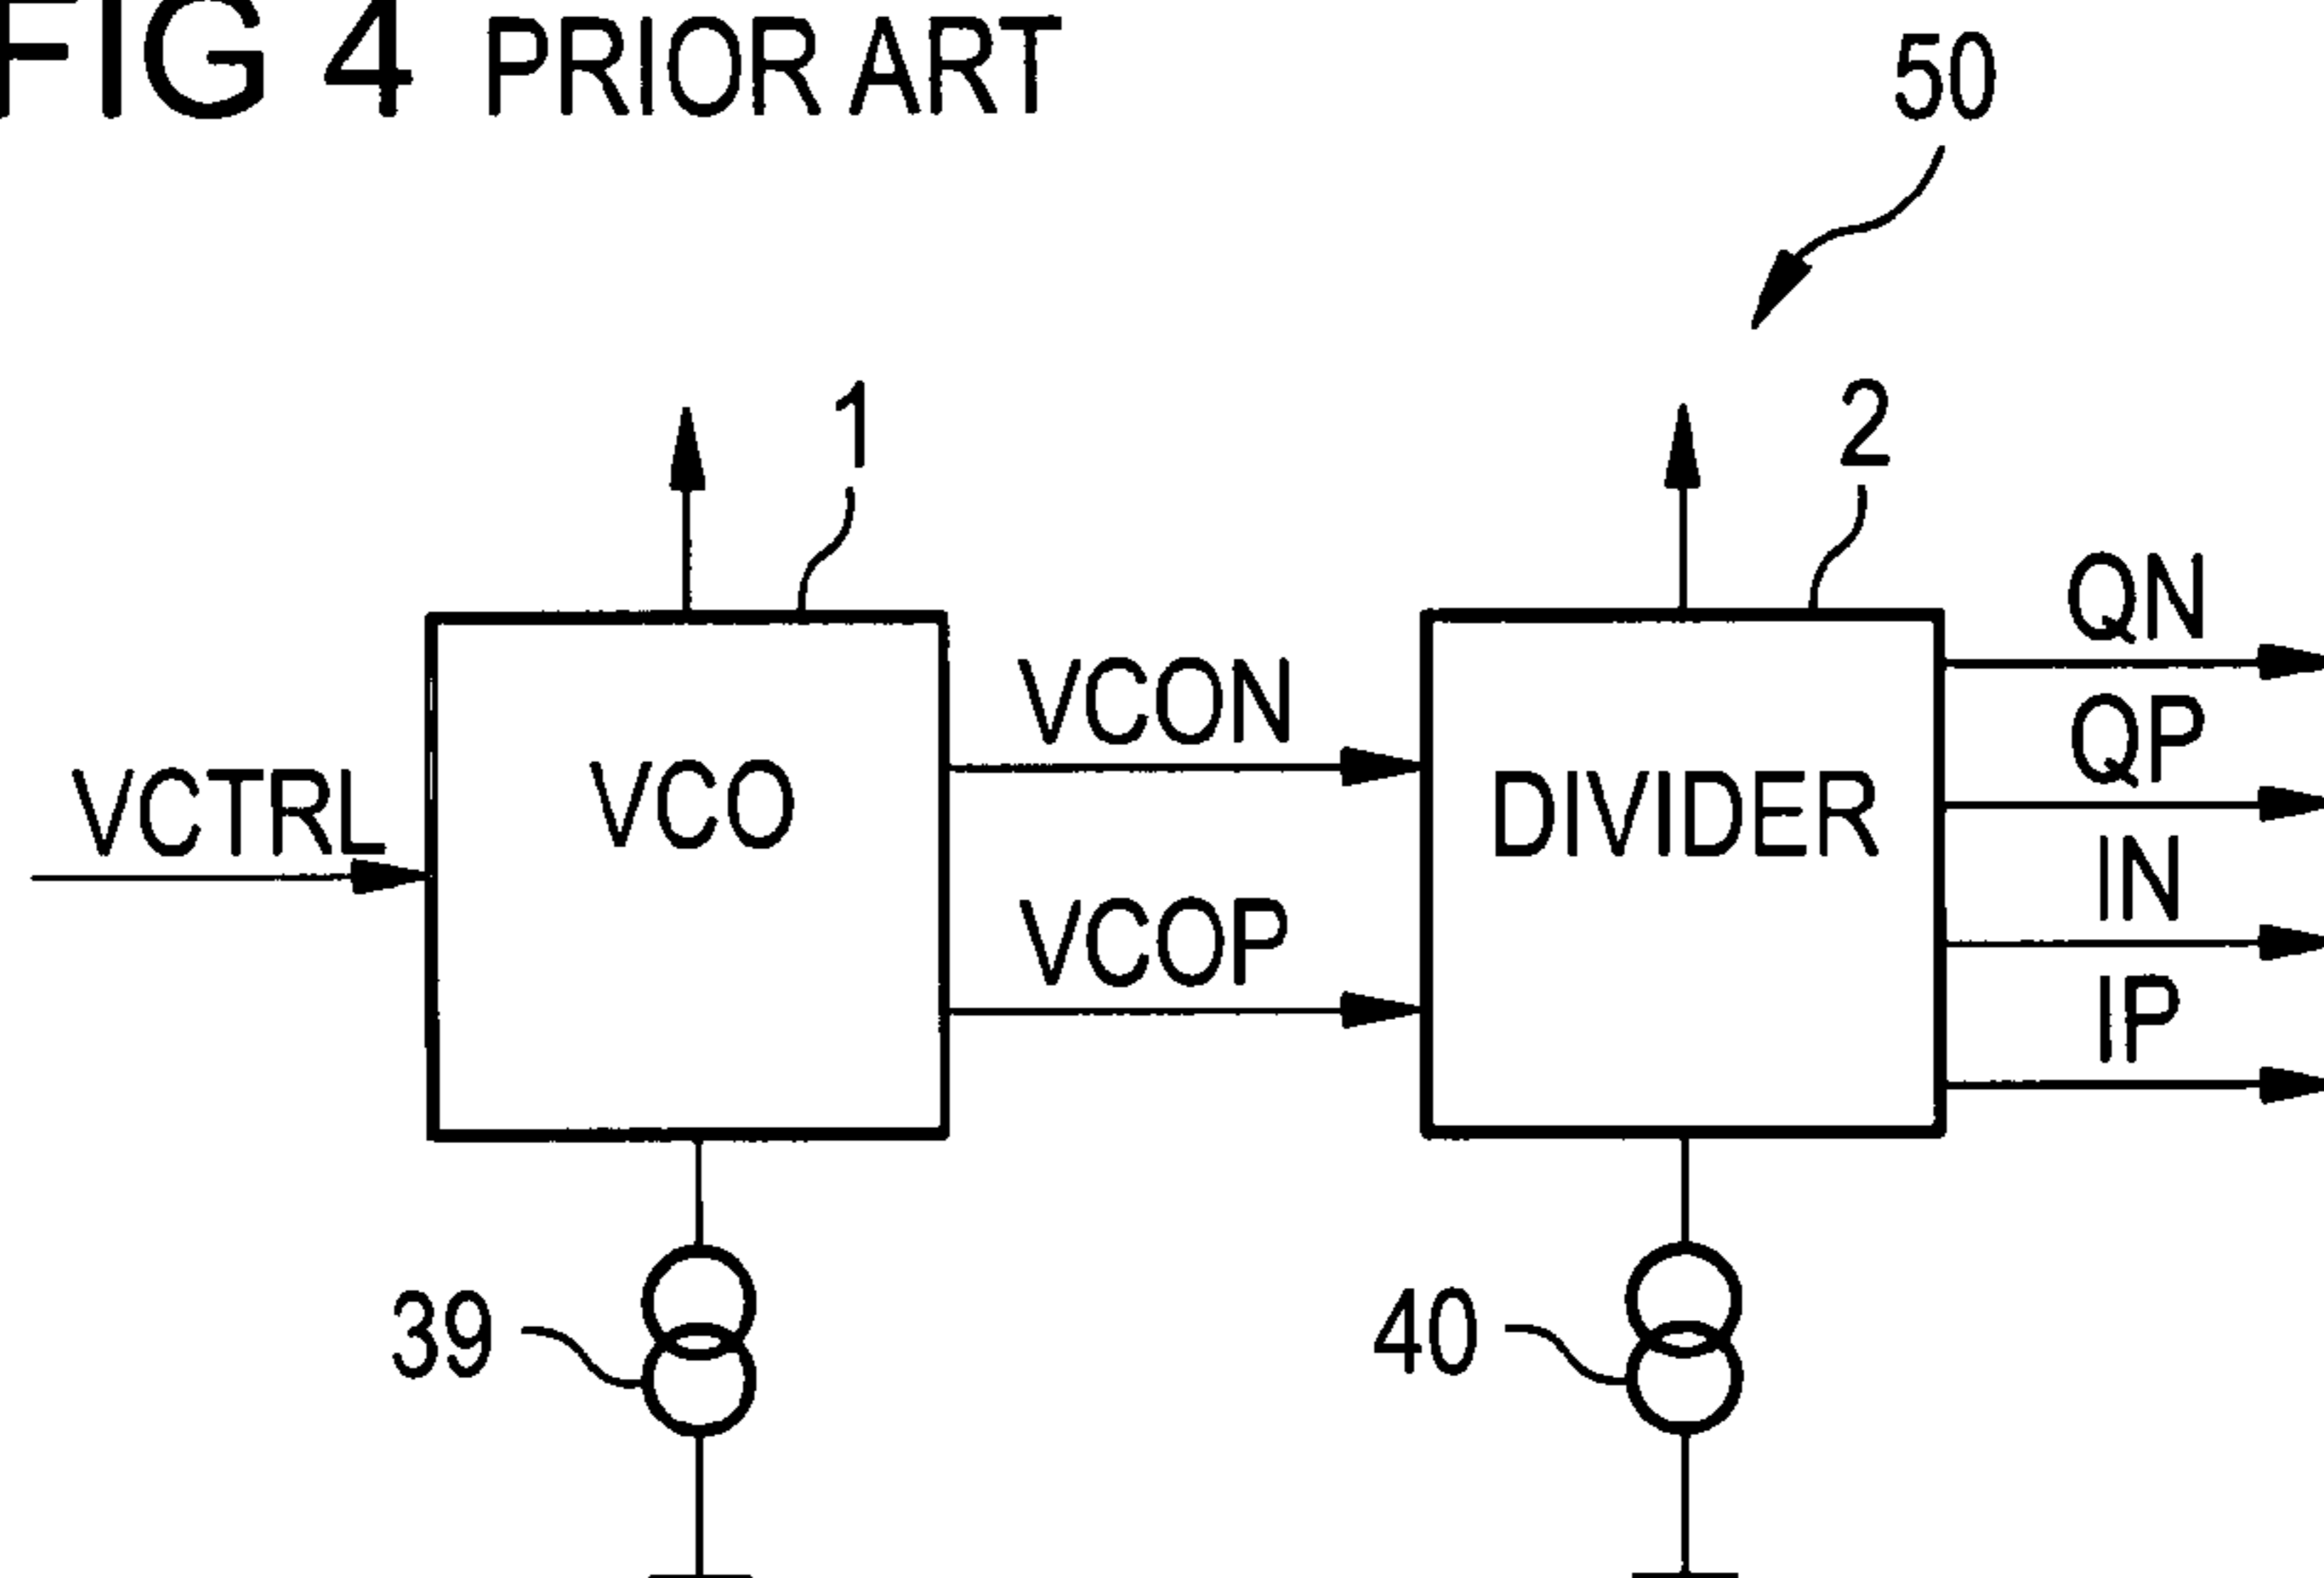 FIG 4 PRIOR ART
50
1
2
QN
VCON
QP
VCTRL
VCO
DIVIDER
IN
VCOP
IP
39
40